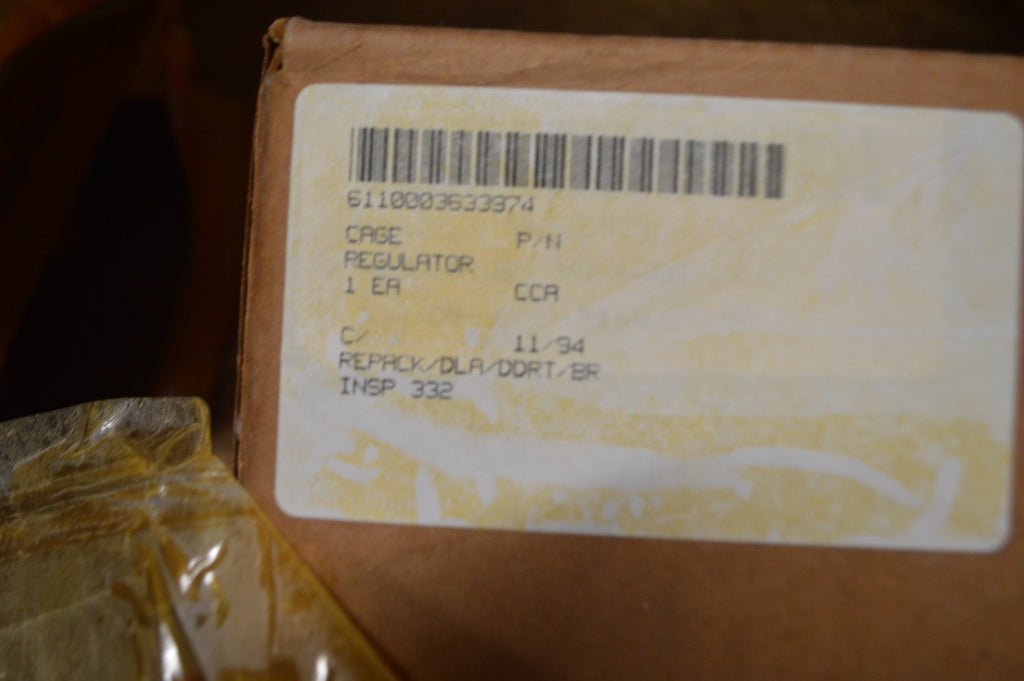 6110003633974
CAGE P/N
REGULATOR
1 EA CCA
C/ 11/94
REPACK/DLA/DDRT/BR
INSP 332